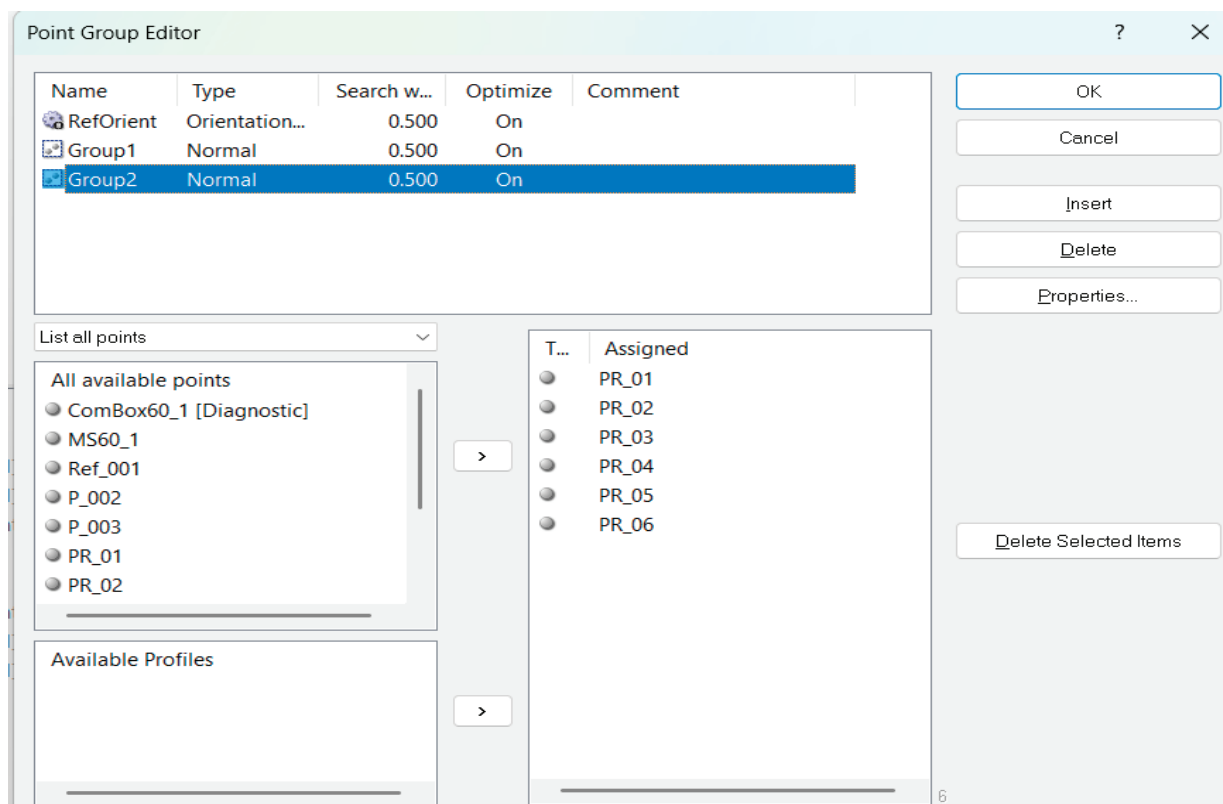 Point Group Editor ? ×
Name Type Search w... Optimize Comment
RefOrient Orientation... 0.500 On
Group1 Normal 0.500 On
Group2 Normal 0.500 On
OK
Cancel
Insert
Delete
Properties...
List all points
All available points
ComBox60_1 [Diagnostic]
MS60_1
Ref_001
P_002
P_003
PR_01
PR_02
>
Available Profiles
>
T... Assigned
PR_01
PR_02
PR_03
PR_04
PR_05
PR_06
Delete Selected Items
6